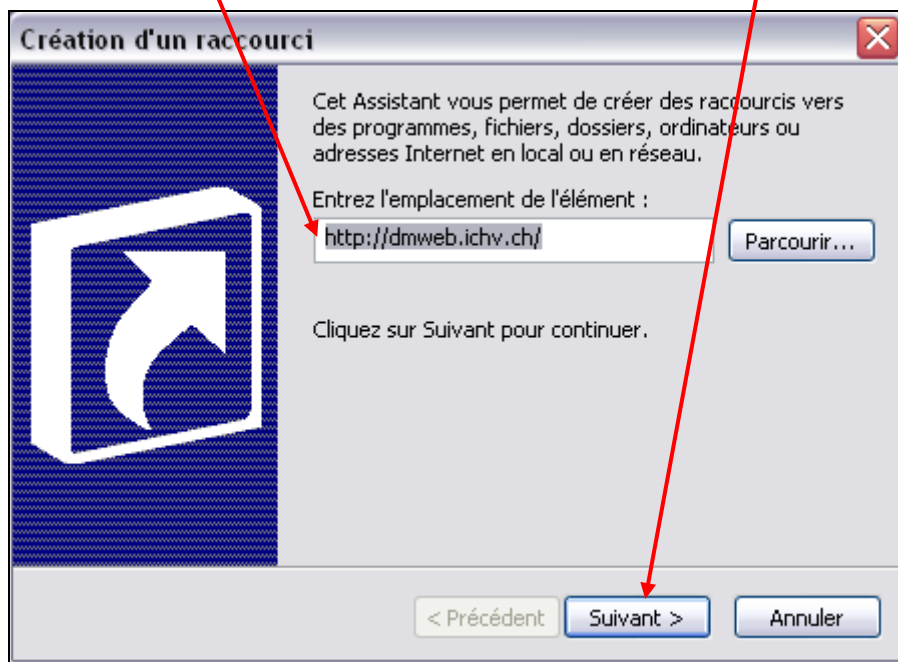 Création d'un raccourci
Cet Assistant vous permet de créer des raccourcis vers
des programmes, fichiers, dossiers, ordinateurs ou
adresses Internet en local ou en réseau.
Entrez l'emplacement de l'élément :
http://dmweb.ichv.ch/
Parcourir...
Cliquez sur Suivant pour continuer.
< Précédent
Suivant >
Annuler